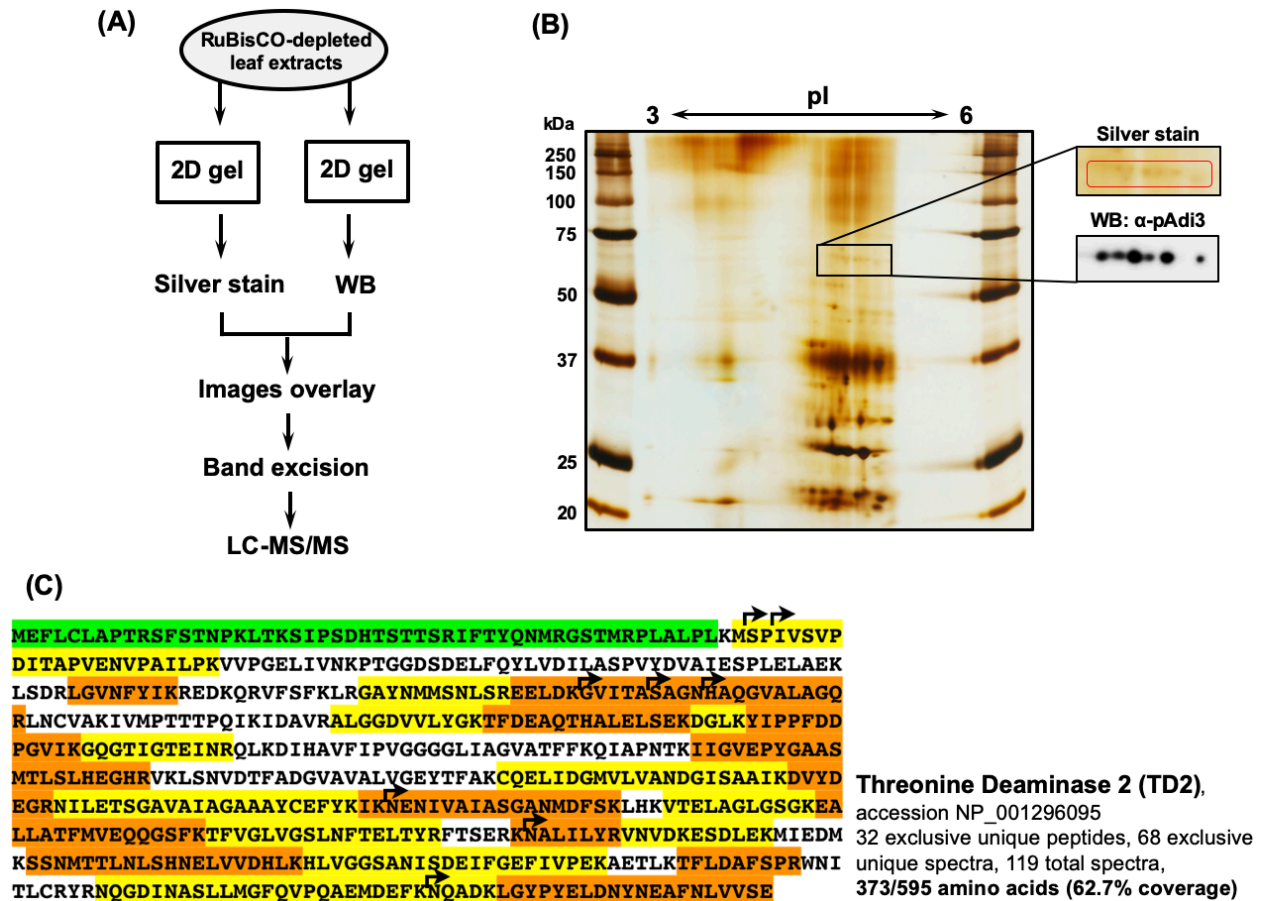 (A)
RuBisCO-depleted
leaf extracts
2D gel 2D gel
Silver stain WB
Images overlay
Band excision
LC-MS/MS
(B)
pI
3 6
kDa
250
150
100
75
50
37
25
20
Silver stain
WB: α-pAdi3
(C)
MEFLCLAPTRSFSTNPKLTKSIPSDHTSTTSRIFTYQNMRGSTMRPLALPLKMSPIVSVP
DITAPVENVPAILPKVVPGELIVNKPTGGDSDELFQYLVDILASPVYDVAIESPLELAEK
LSDRLGVNFYIKREDKQRVFSFKLRGAYNMMSNLSREELDKGVITASAGNHAQGVALAGQ
RLNCVAKIVMPTTTPQIKIDAVRALGGDVVLYGKTFDEAQTHALELSEKDGLKYIPPFDD
PGVIKGQGTIGTEINRQLKDIHAVFIPVGGGGLIAGVATFFKQIAPNTKIIGVEPYGAAS
MTLSLHEGHRVKLSNVDTFADGVAVALVGEYTFAKCQELIDGMVLVANDGISAAIKDVYD
EGRNILETSGAVAIAGAAAYCEFYKIKNENIVAIASGANMDFSKLHKVTELAGLGSGKEA
LLATFMVEQQGSFKTFVGLVGSLNFTELTYRFTSERKNALILYRVNVDKESDLEKMIEDM
KSSNMTTLNLSHNELVVDHLKHLVGGSANISDEIFGEFIVPEKAETLKTFLDAFSPRWNI
TLCRYRNQGDINASLLMGFQVPQAEMDEFKNQADKLGYPYELDNYNEAFNLVVSE
Threonine Deaminase 2 (TD2),
accession NP_001296095
32 exclusive unique peptides, 68 exclusive
unique spectra, 119 total spectra,
373/595 amino acids (62.7% coverage)